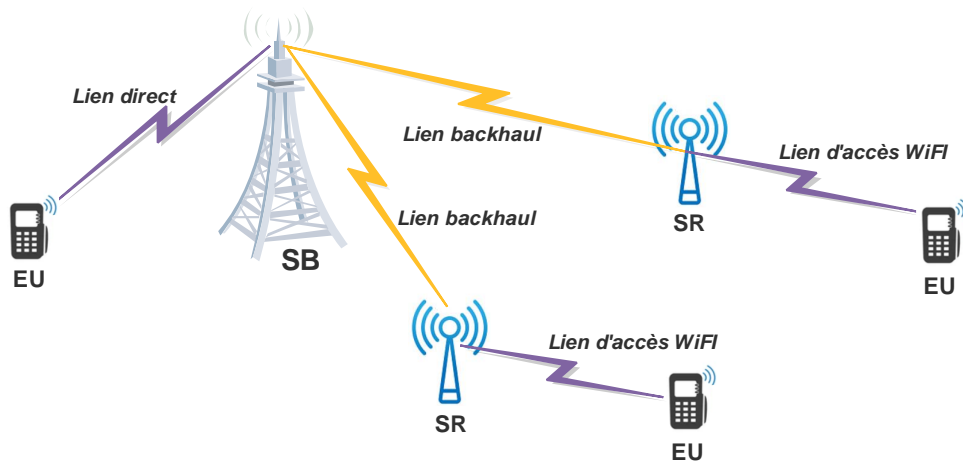 Lien direct
Lien backhaul
Lien d'accès WiFI
SR
Lien backhaul
EU
SB
EU
Lien d'accès WiFI
SR
EU